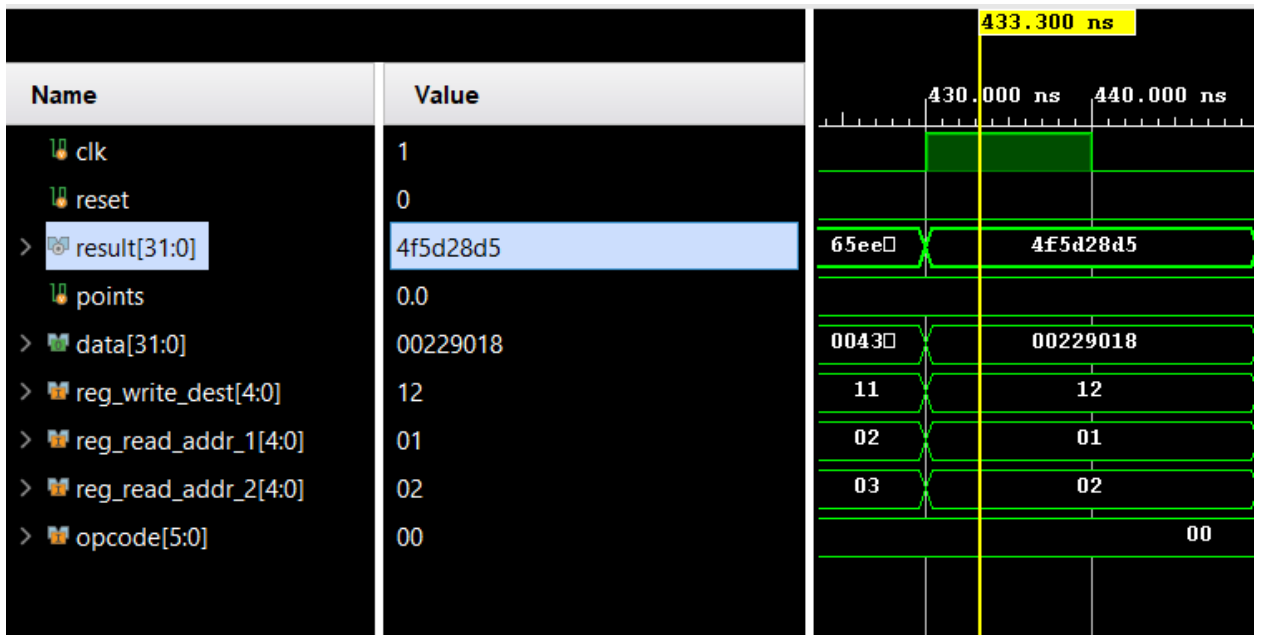 433.300 ns
Name Value 430.000 ns 440.000 ns
clk 1
reset 0
result[31:0] 4f5d28d5 65ee□ 4f5d28d5
points 0.0
data[31:0] 00229018 0043□ 00229018
reg_write_dest[4:0] 12 11 12
reg_read_addr_1[4:0] 01 02 01
reg_read_addr_2[4:0] 02 03 02
opcode[5:0] 00 00